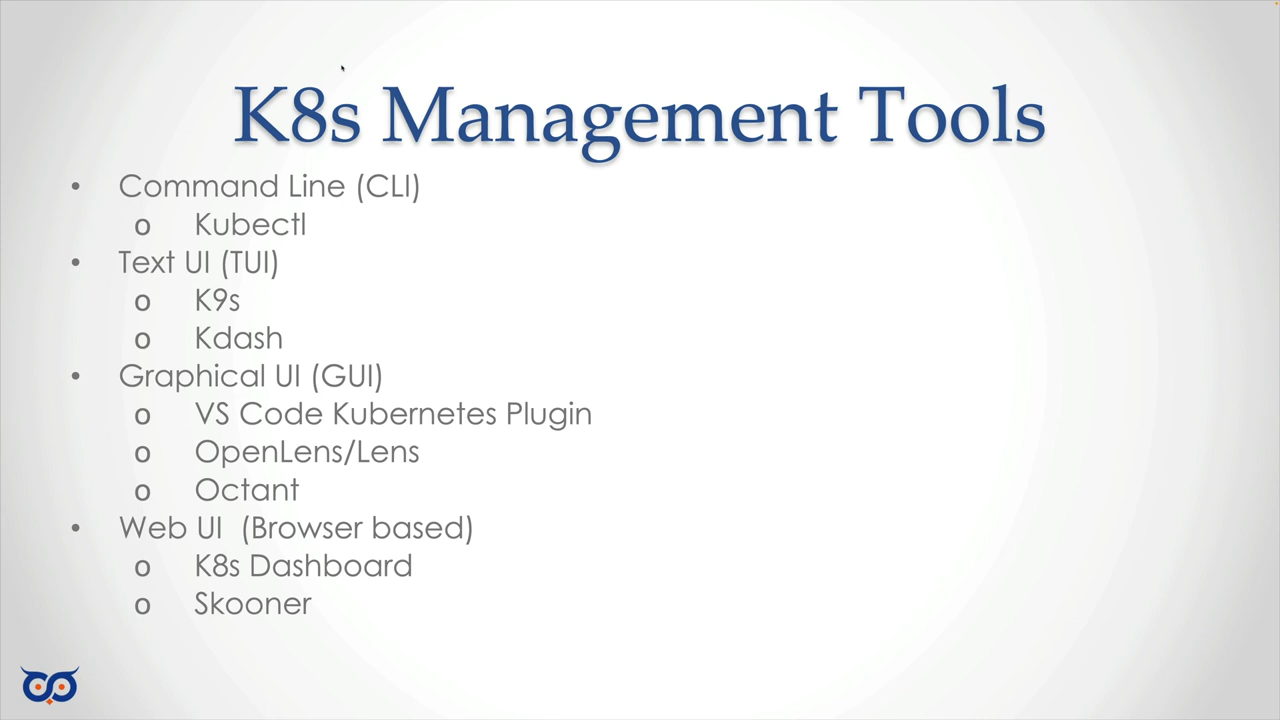 K8s Management Tools
• Command Line (CLI)
o Kubectl
• Text UI (TUI)
o K9s
o Kdash
• Graphical UI (GUI)
o VS Code Kubernetes Plugin
o OpenLens/Lens
o Octant
• Web UI  (Browser based)
o K8s Dashboard
o Skooner